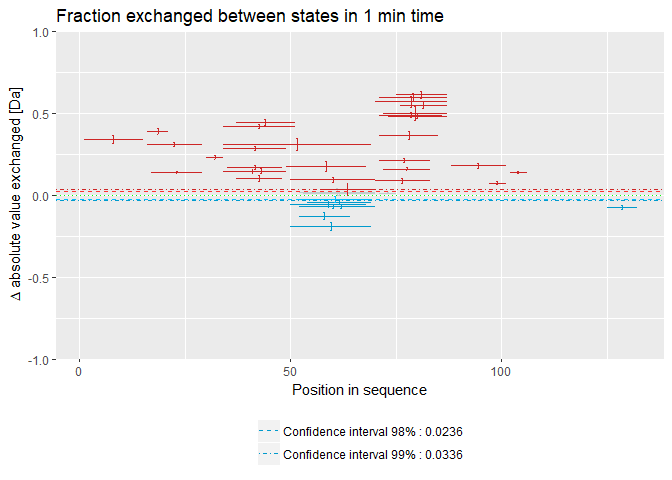 Fraction exchanged between states in 1 min time
Δ absolute value exchanged [Da]
1.0
0.5
0.0
-0.5
-1.0
0
50
100
Position in sequence
Confidence interval 98% : 0.0236
Confidence interval 99% : 0.0336